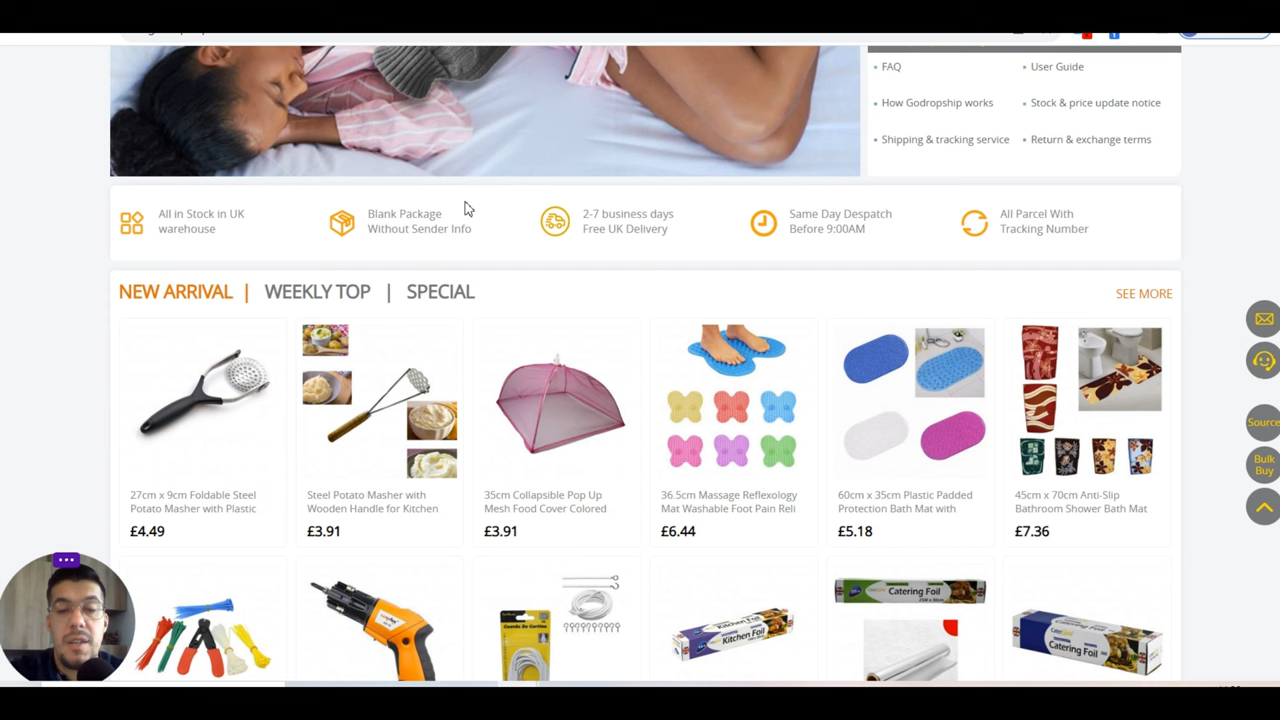 FAQ
User Guide
How Godropship works
Stock & price update notice
Shipping & tracking service
Return & exchange terms
All in Stock in UK
warehouse
Blank Package
Without Sender Info
2-7 business days
Free UK Delivery
Same Day Despatch
Before 9:00AM
All Parcel With
Tracking Number
NEW ARRIVAL | WEEKLY TOP | SPECIAL
SEE MORE
27cm x 9cm Foldable Steel
Potato Masher with Plastic
£4.49
Steel Potato Masher with
Wooden Handle for Kitchen
£3.91
35cm Collapsible Pop Up
Mesh Food Cover Colored
£3.91
36.5cm Massage Reflexology
Mat Washable Foot Pain Reli
£6.44
60cm x 35cm Plastic Padded
Protection Bath Mat with
£5.18
45cm x 70cm Anti-Slip
Bathroom Shower Bath Mat
£7.36
Source
Bulk
Buy
Kitchen Foil
Catering Foil
Catering Foil